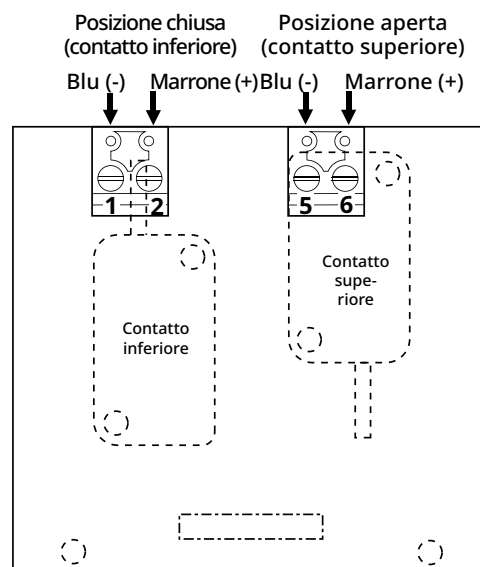 Posizione chiusa
(contatto inferiore)
Blu (-) Marrone (+)
Posizione aperta
(contatto superiore)
Blu (-) Marrone (+)
1 2
5 6
Contatto
inferiore
Contatto
supe-
riore